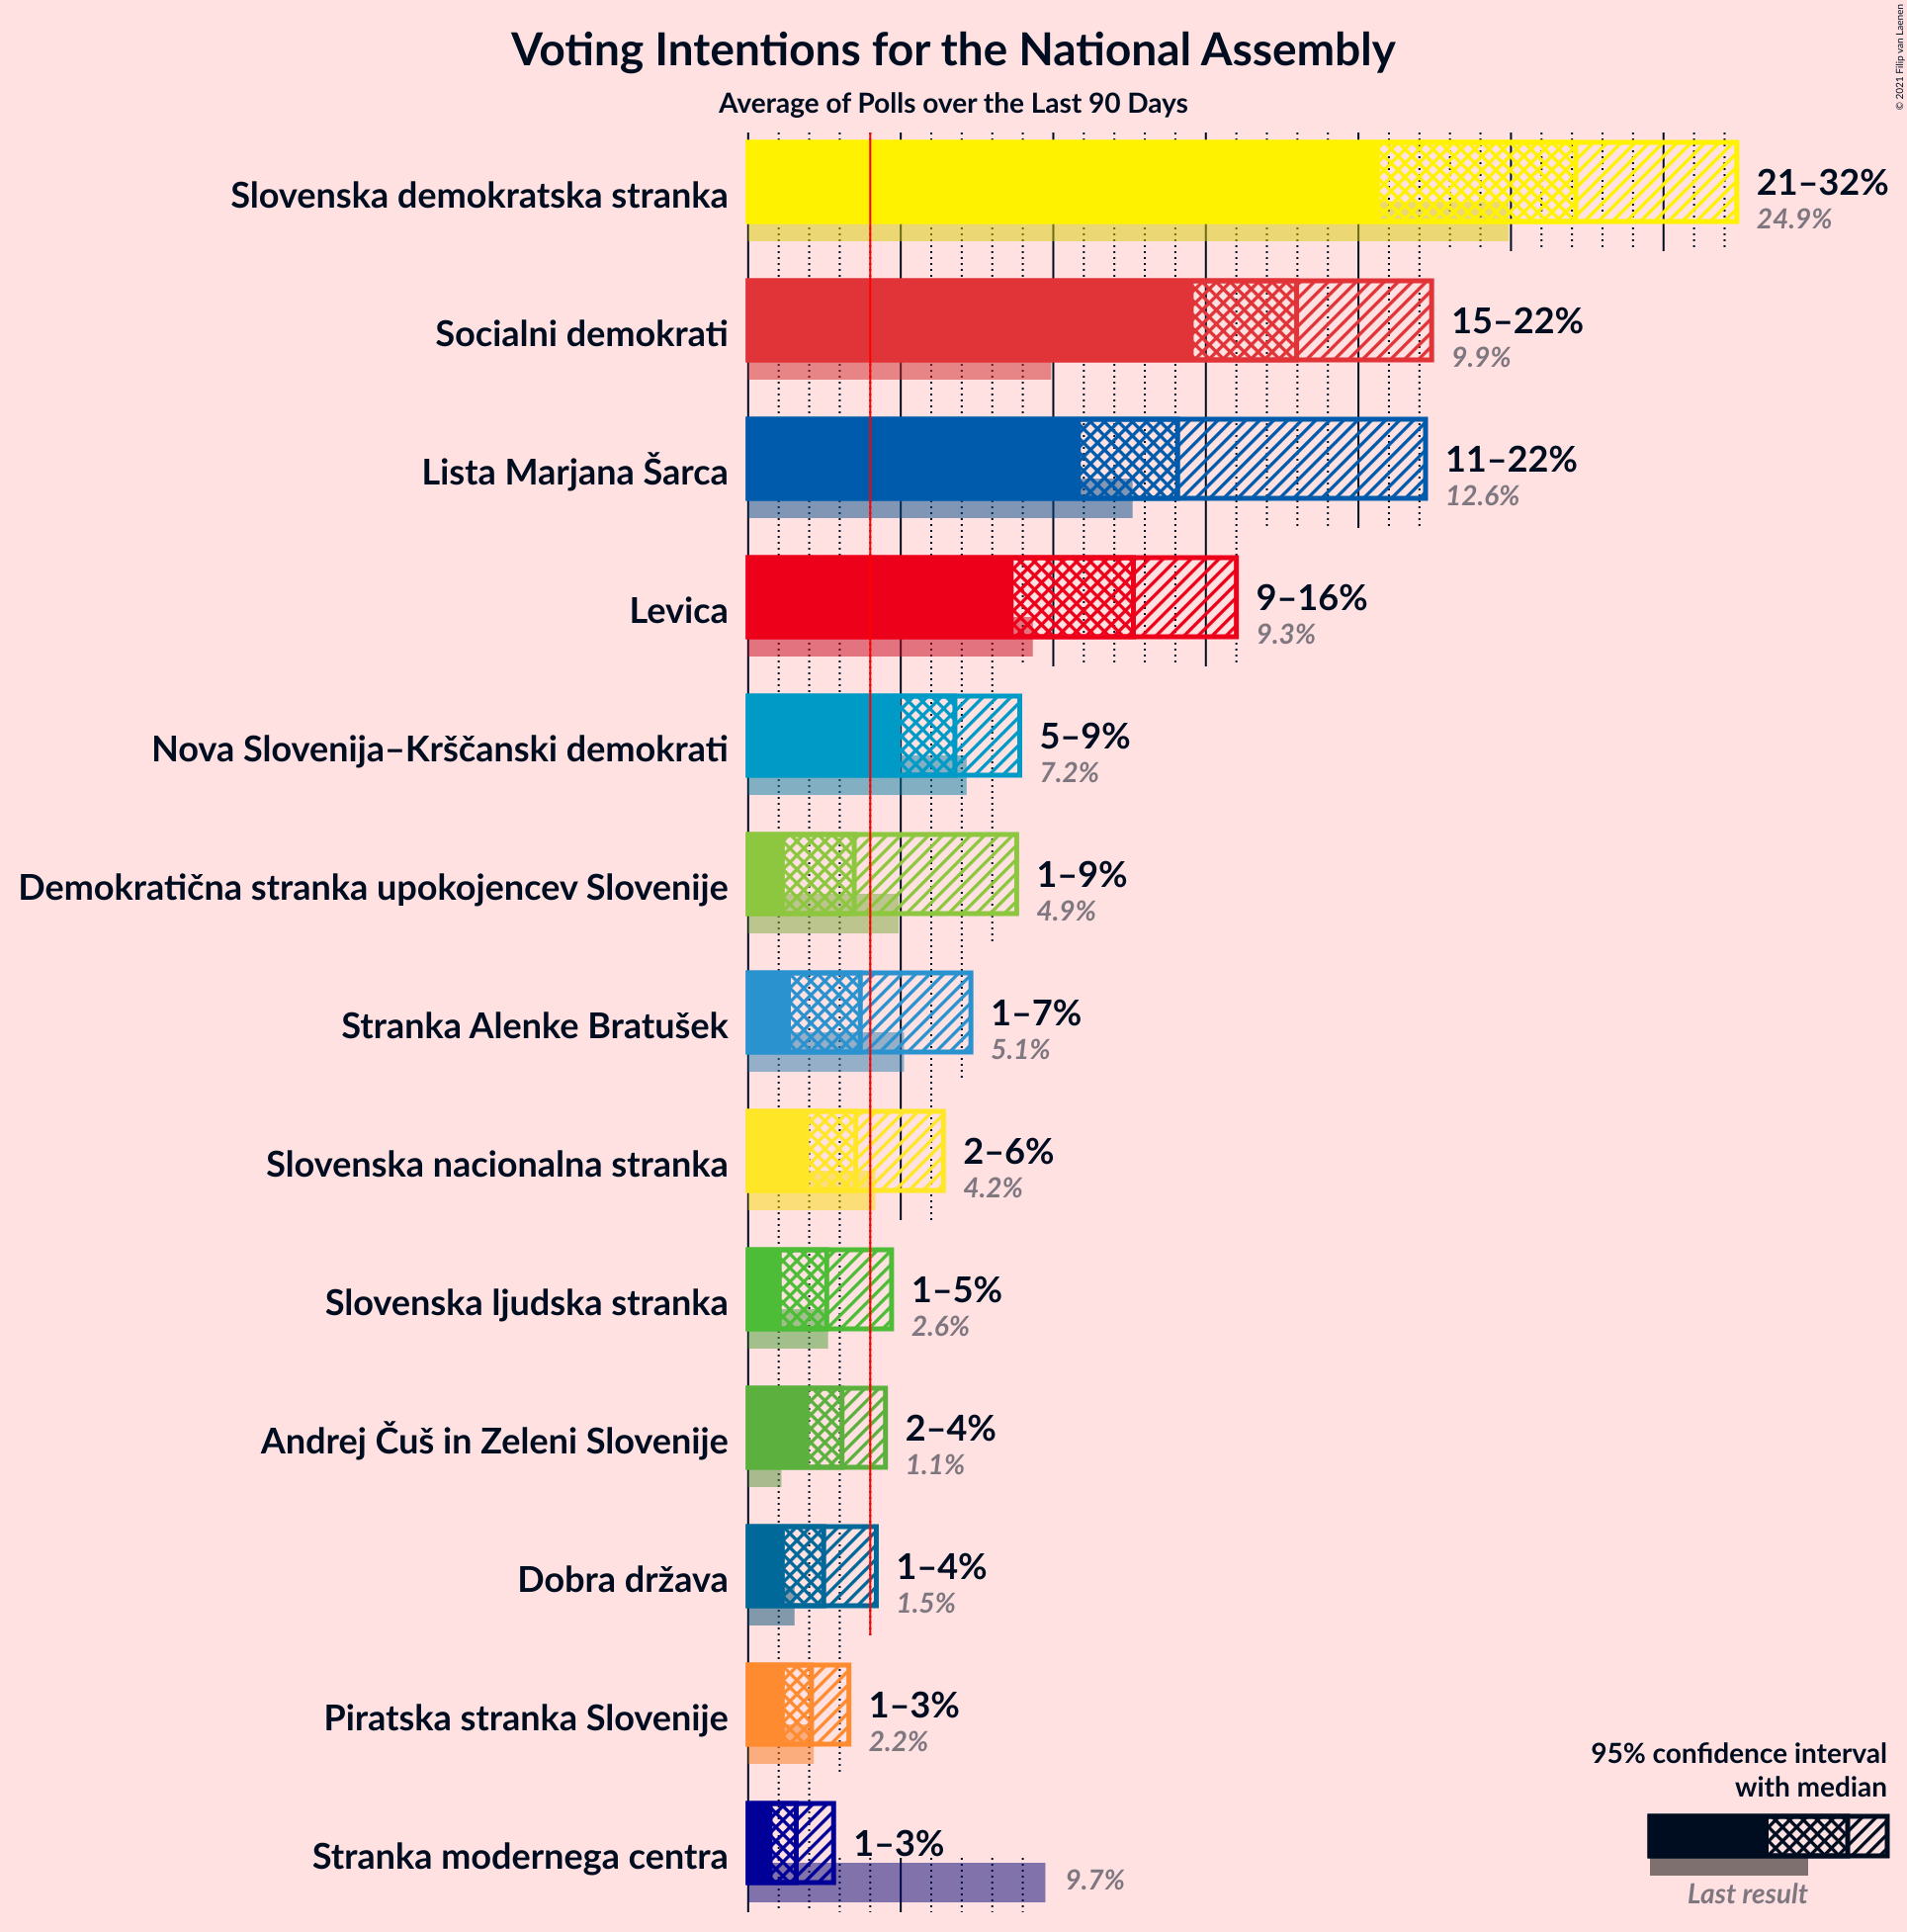 Voting Intentions for the National Assembly
Average of Polls over the Last 90 Days
© 2021 Filip van Laenen
Slovenska demokratska stranka
21–32%
24.9%
Socialni demokrati
15–22%
9.9%
Lista Marjana Šarca
11–22%
12.6%
Levica
9–16%
9.3%
Nova Slovenija–Krščanski demokrati
5–9%
7.2%
Demokratična stranka upokojencev Slovenije
1–9%
4.9%
Stranka Alenke Bratušek
1–7%
5.1%
Slovenska nacionalna stranka
2–6%
4.2%
Slovenska ljudska stranka
1–5%
2.6%
Andrej Čuš in Zeleni Slovenije
2–4%
1.1%
Dobra država
1–4%
1.5%
Piratska stranka Slovenije
1–3%
2.2%
Stranka modernega centra
1–3%
9.7%
95% confidence interval
with median
Last result